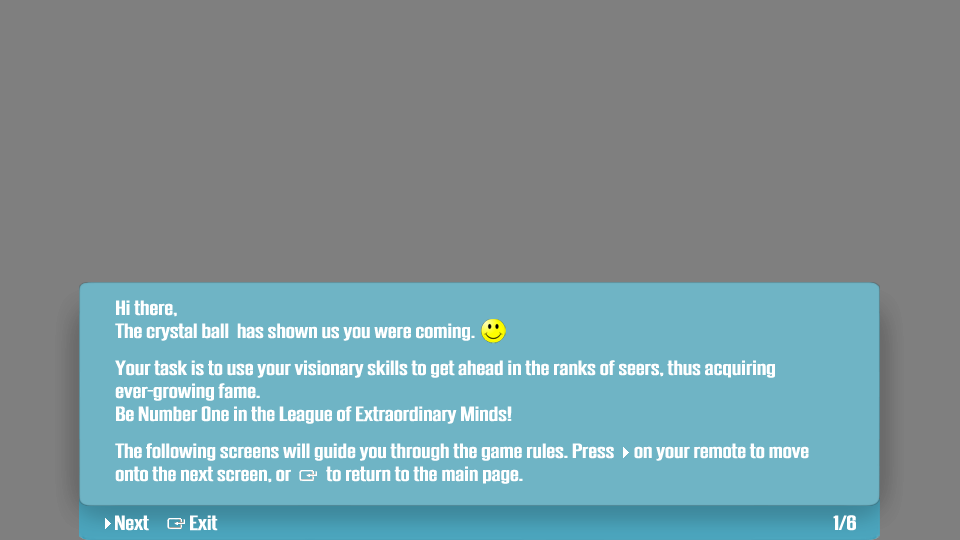 Hi there,
The crystal ball has shown us you were coming.
Your task is to use your visionary skills to get ahead in the ranks of seers, thus acquiring
ever-growing fame.
Be Number One in the League of Extraordinary Minds!
The following screens will guide you through the game rules. Press on your remote to move
onto the next screen, or to return to the main page.
Next Exit 1/6